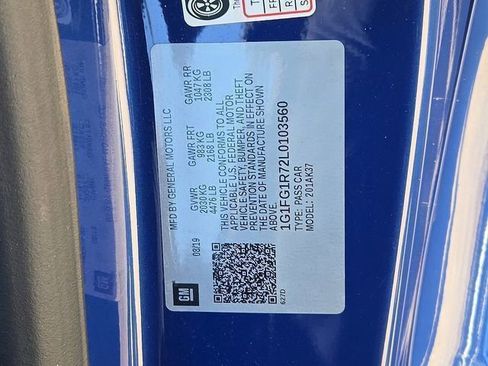 MFD BY GENERAL MOTORS LLC
08/19
GVWR
2030 KG
4476 LB
GAWR FRT
983 KG
2168 LB
GAWR RR
1047 KG
2308 LB
THIS VEHICLE CONFORMS TO ALL
APPLICABLE U.S. FEDERAL MOTOR
VEHICLE SAFETY, BUMPER, AND THEFT
PREVENTION STANDARDS IN EFFECT ON
THE DATE OF MANUFACTURE SHOWN
ABOVE.
1G1FG1R72L0103560
TYPE: PASS CAR
MODEL: 201AK37
GM
627D